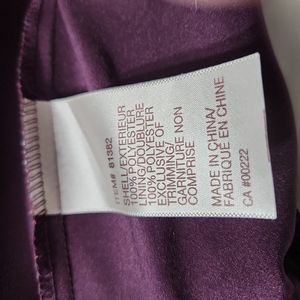 ITEM# 81382
SHELL/EXTERIEUR
100% POLYESTER
LINING / DOUBLURE
100% POLYESTER
EXCLUSIVE OF
TRIMMING/
GARNITURE NON
COMPRISE
MADE IN CHINA/
FABRIQUE EN CHINE
CA #00222